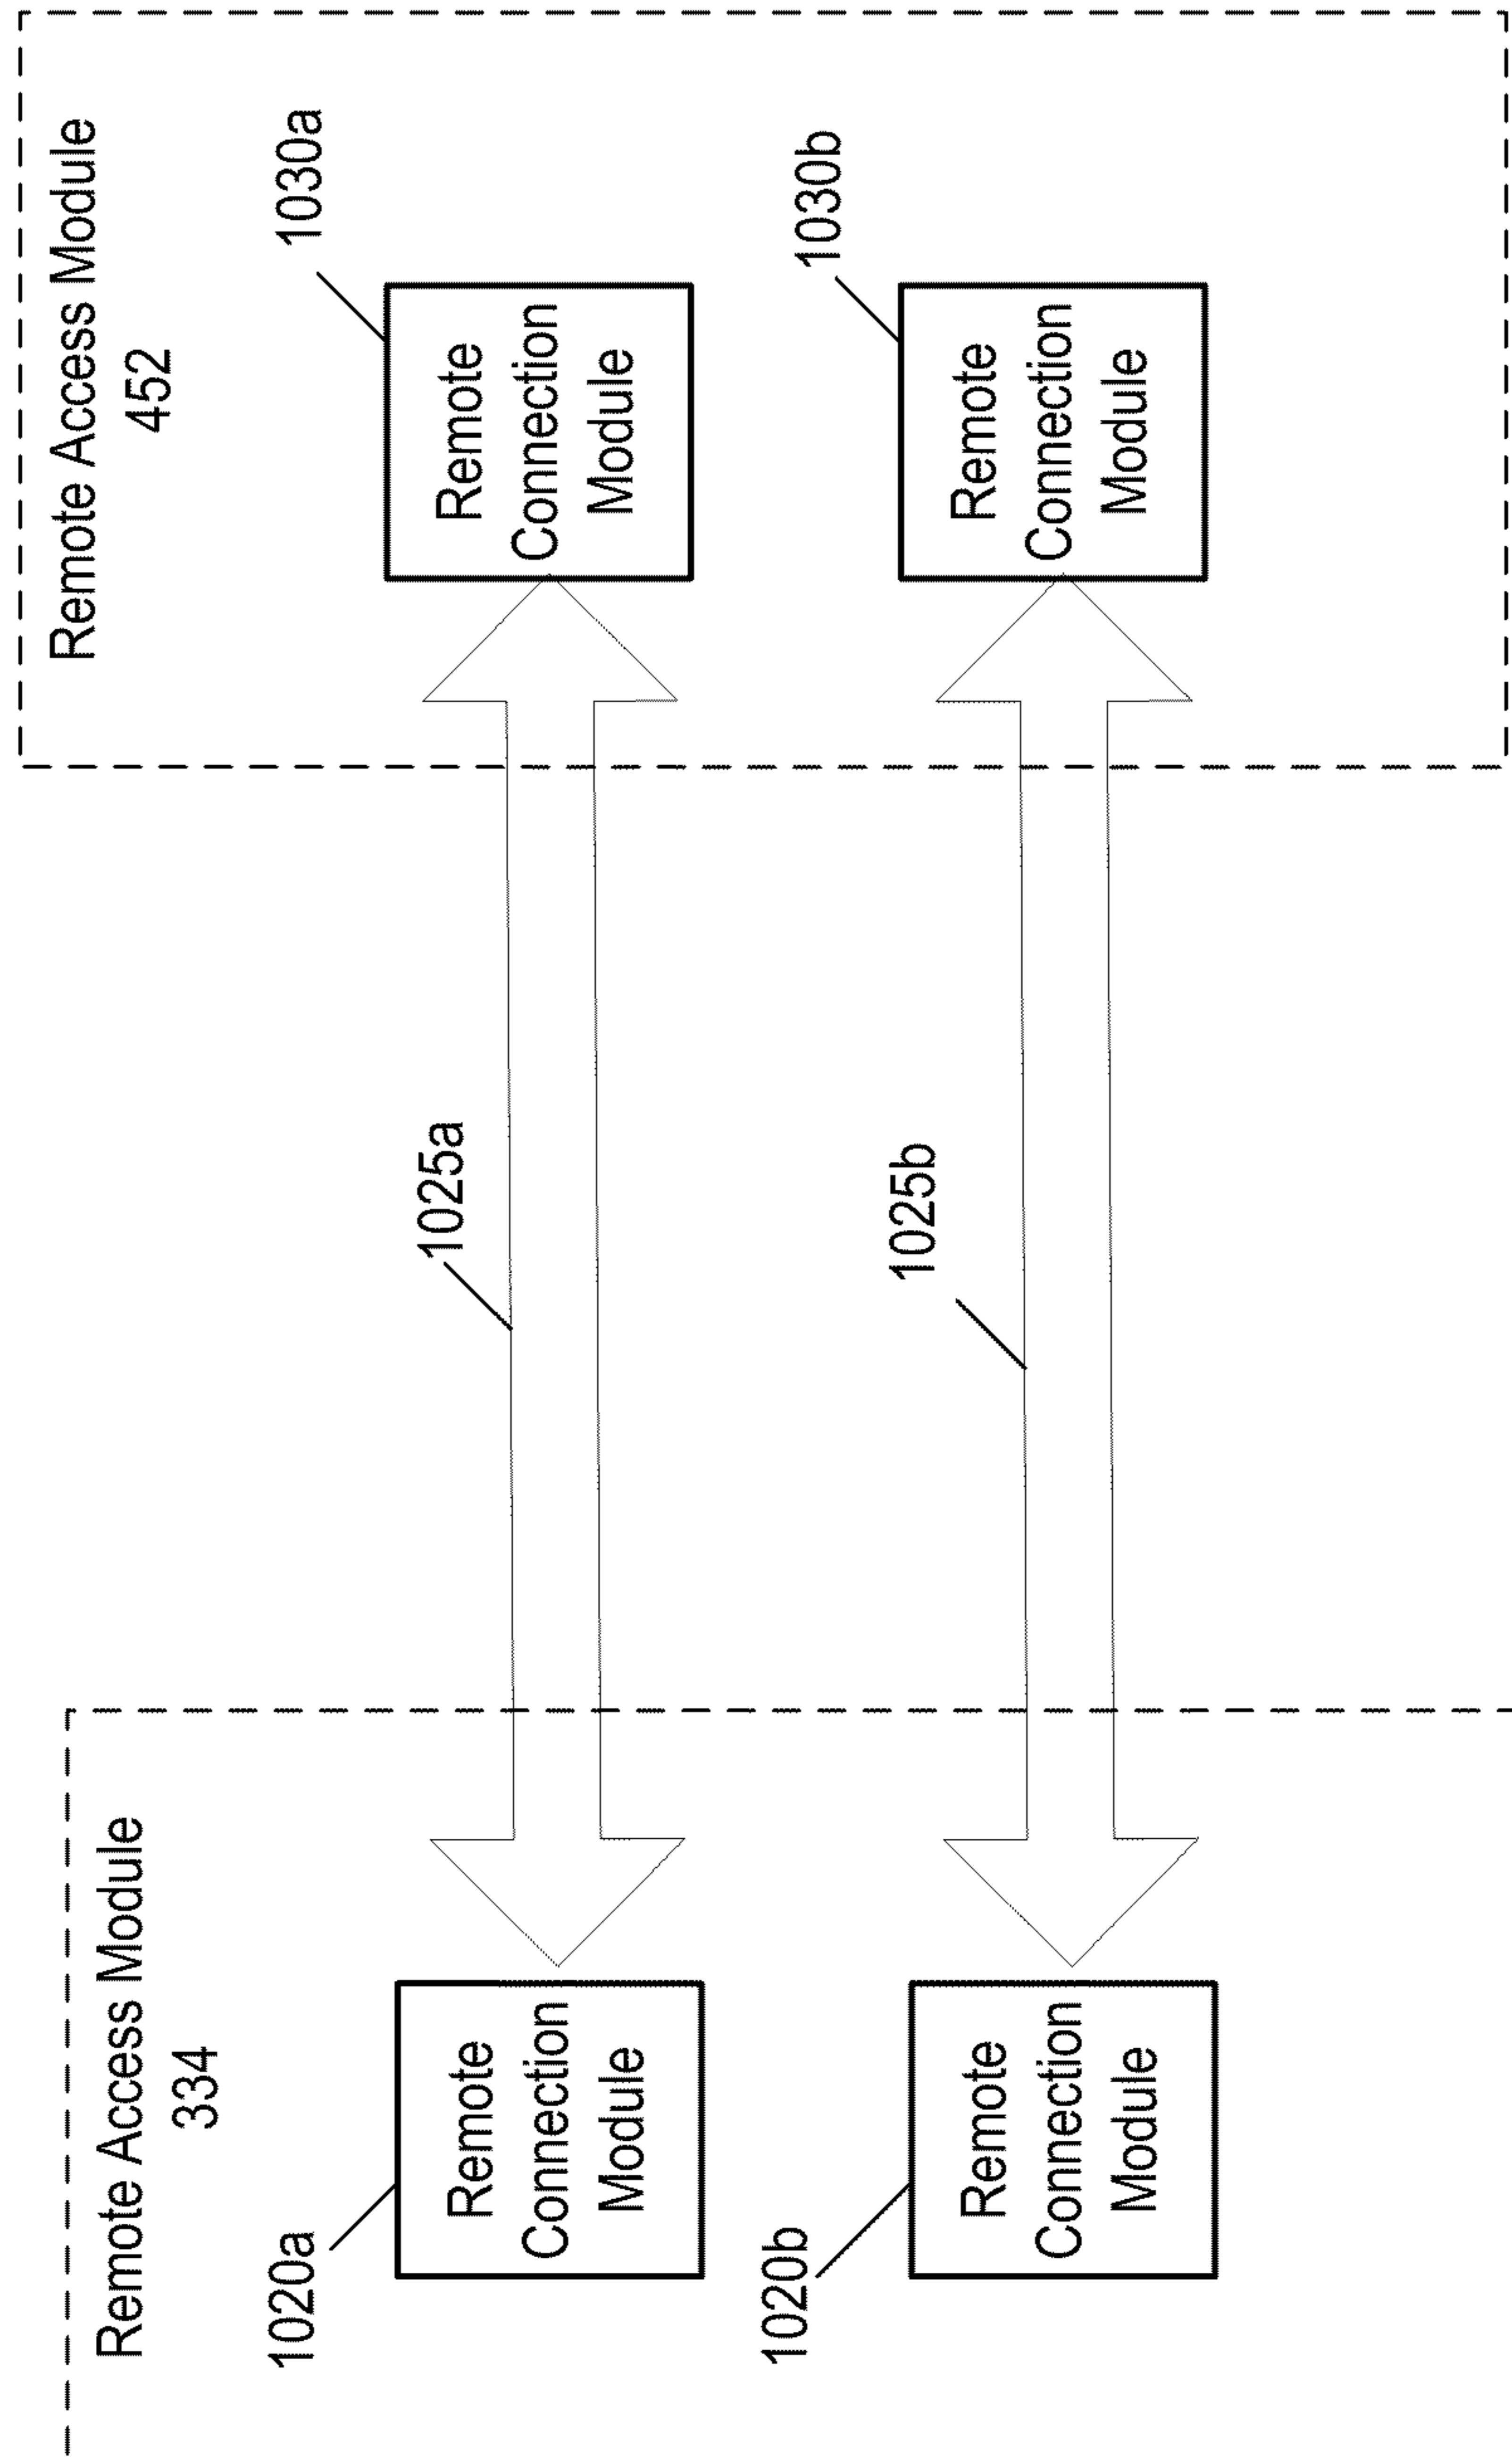 Remote Access Module
334
1020a
Remote
Connection
Module
1020b
Remote
Connection
Module
1025a
1025b
Remote Access Module
452
1030a
Remote
Connection
Module
1030b
Remote
Connection
Module